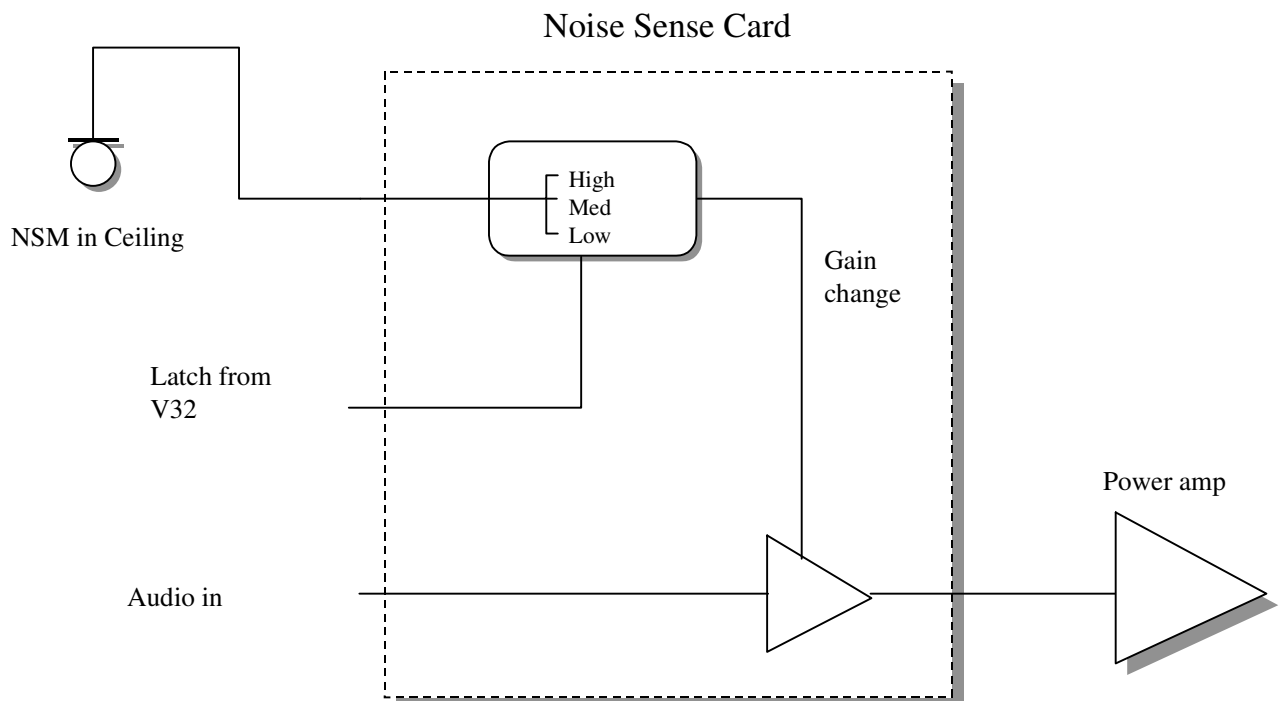 Noise Sense Card
High
Med
Low
NSM in Ceiling
Gain
change
Latch from
V32
Power amp
Audio in